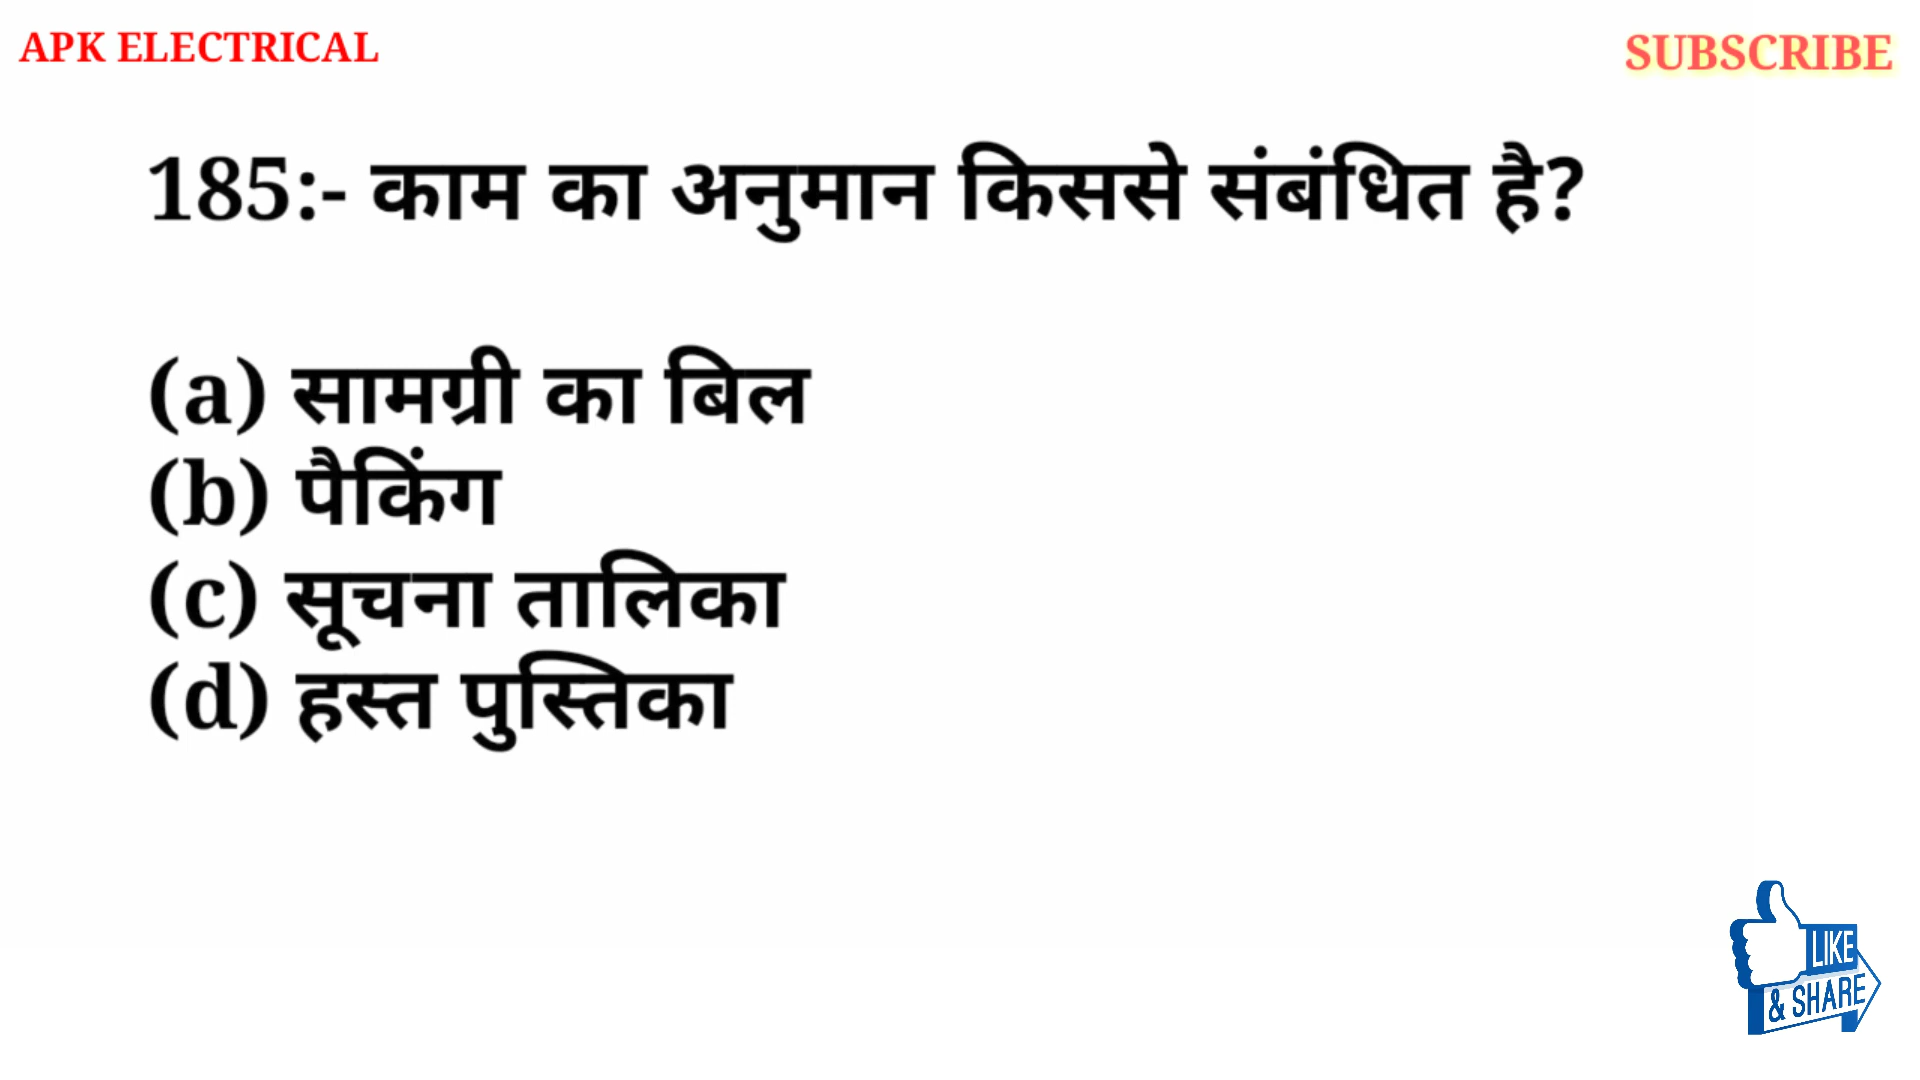 APK ELECTRICAL
SUBSCRIBE
185:- काम का अनुमान किससे संबंधित है?
(a) सामग्री का बिल
(b) पैकिंग
(c) सूचना तालिका
(d) हस्त पुस्तिका
LIKE
& SHARE